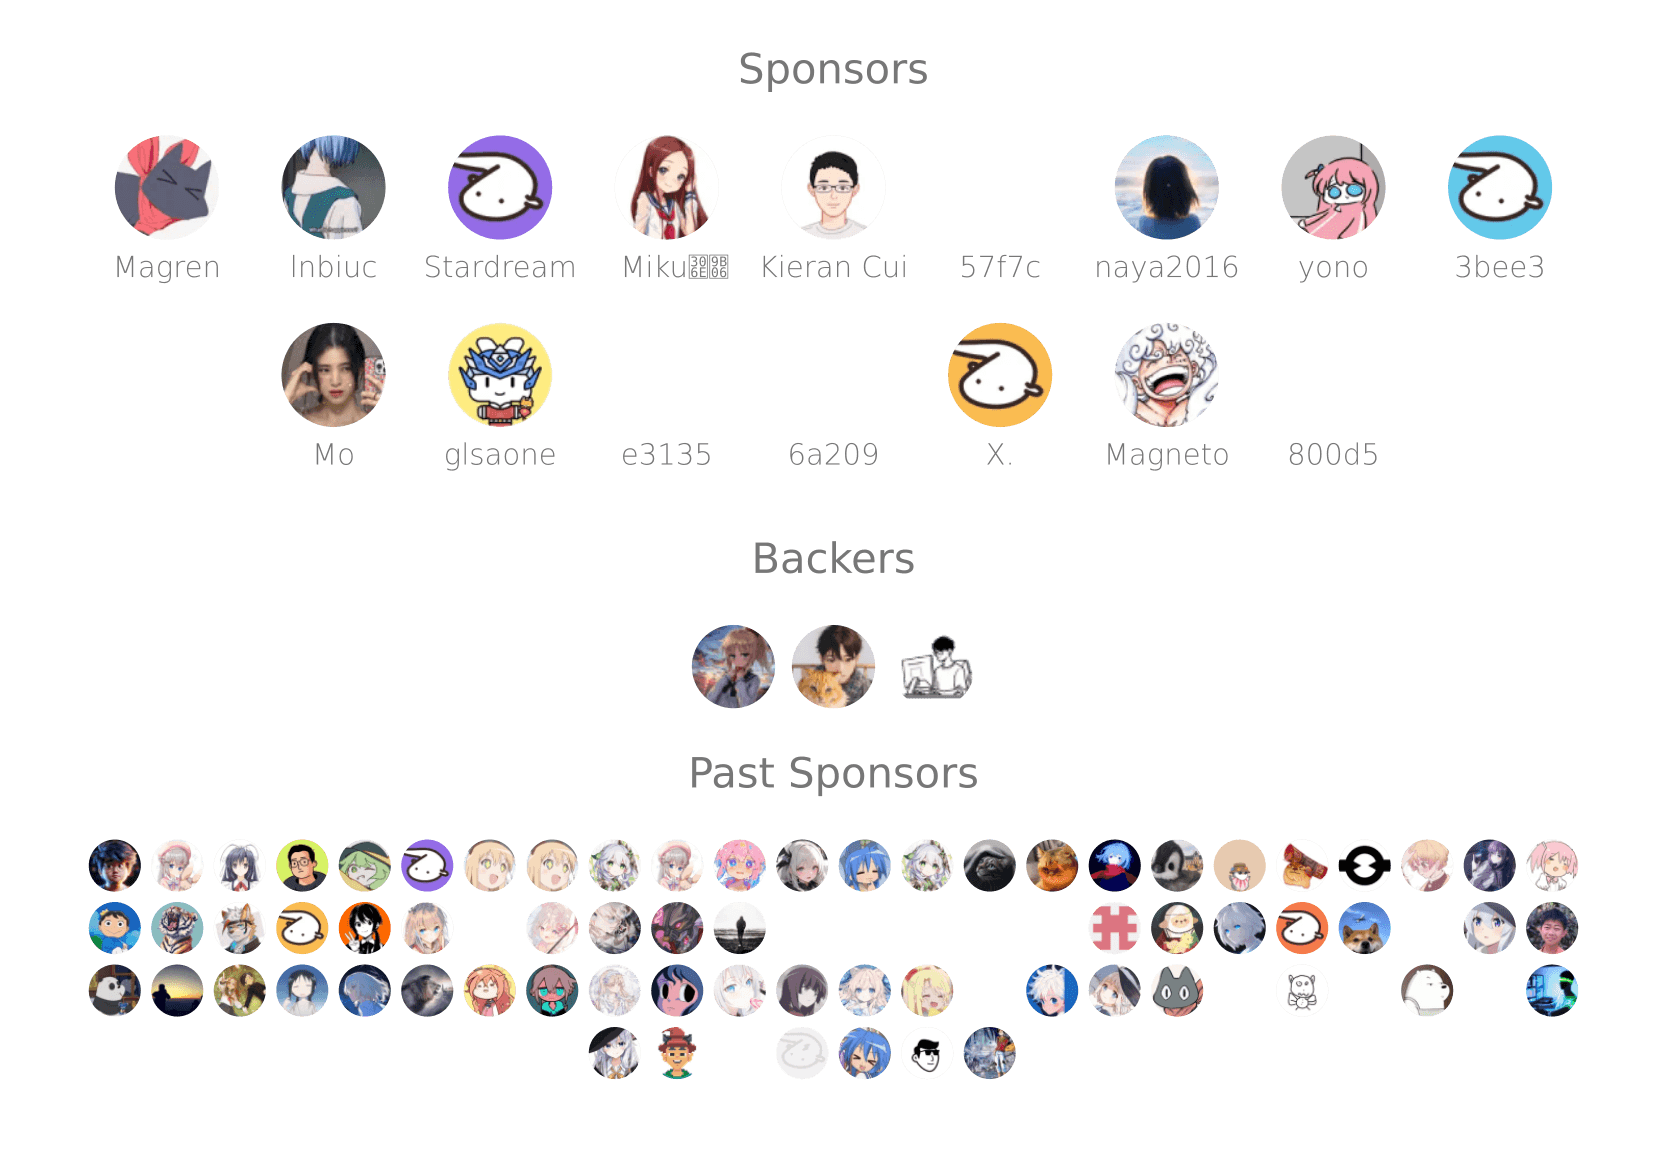 Sponsors
Magren Inbiuc Stardream Miku Kieran Cui 57f7c naya2016 yono 3bee3
Mo glsaone e3135 6a209 X. Magneto 800d5
Backers
Past Sponsors